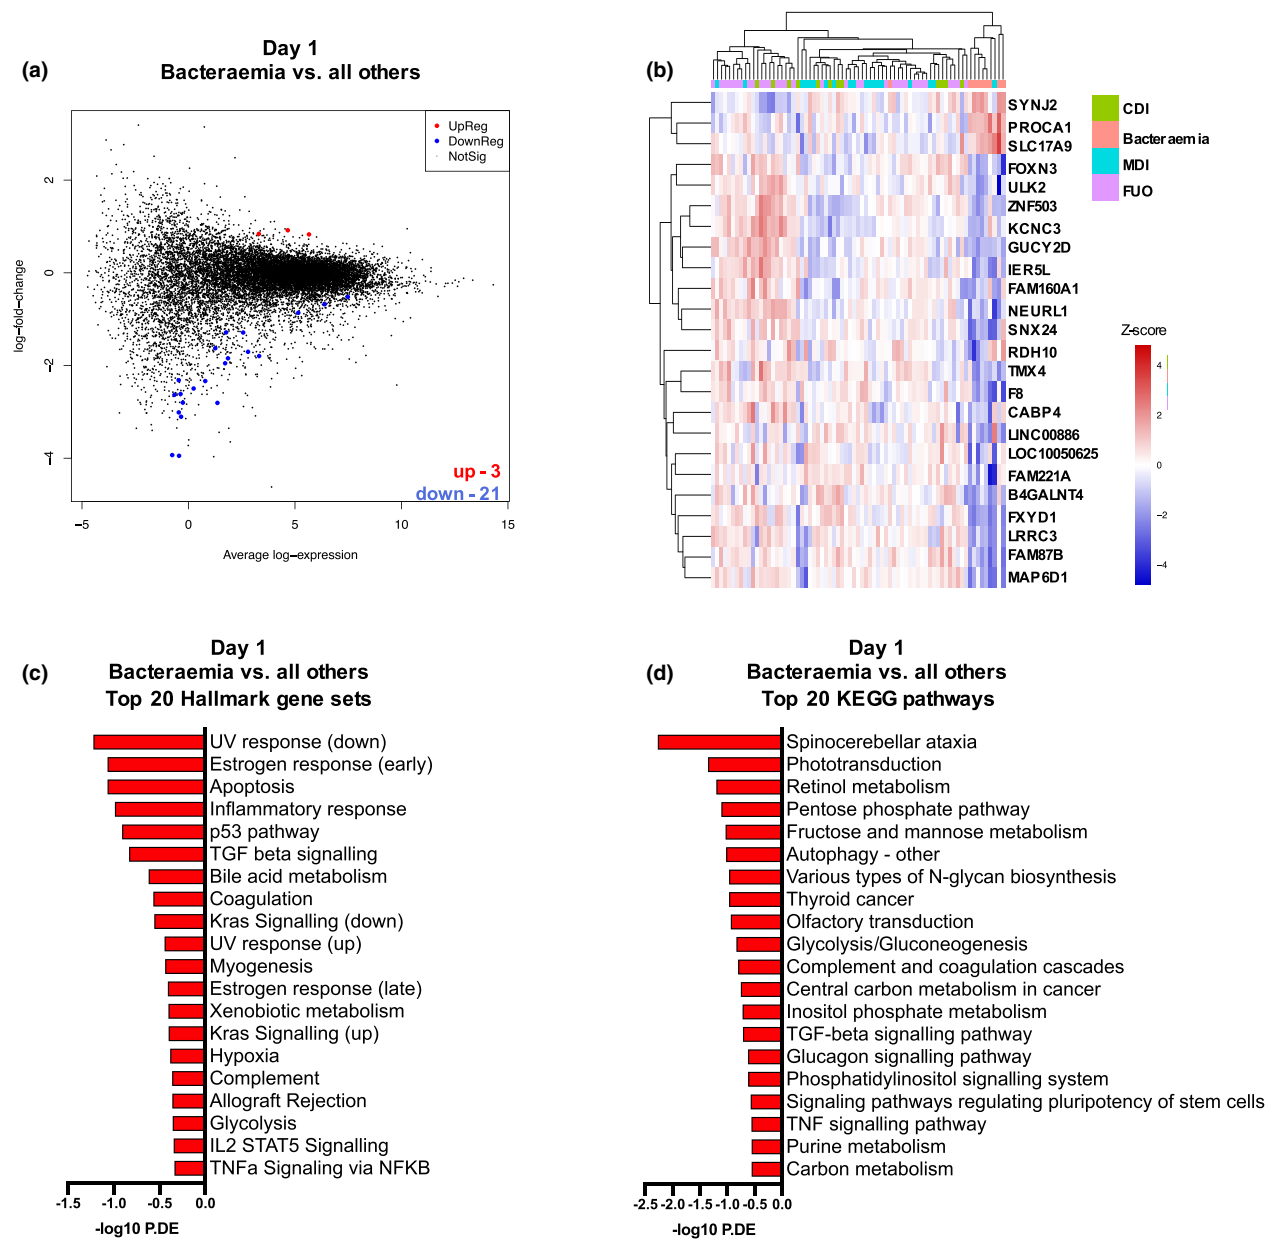 Day 1
Bacteraemia vs. all others
(a)
UpReg
DownReg
NotSig
2
0
−2
−4
log−fold−change
up - 3
down - 21
−5
0
5
10
15
Average log−expression
(b)
SYNJ2
PROCA1
SLC17A9
FOXN3
ULK2
ZNF503
KCNC3
GUCY2D
IER5L
FAM160A1
NEURL1
SNX24
RDH10
TMX4
F8
CABP4
LINC00886
LOC10050625
FAM221A
B4GALNT4
FXYD1
LRRC3
FAM87B
MAP6D1
CDI
Bacteraemia
MDI
FUO
Z-score
4
2
0
−2
−4
Day 1
Bacteraemia vs. all others
(c)
Top 20 Hallmark gene sets
UV response (down)
Estrogen response (early)
Apoptosis
Inflammatory response
p53 pathway
TGF beta signalling
Bile acid metabolism
Coagulation
Kras Signalling (down)
UV response (up)
Myogenesis
Estrogen response (late)
Xenobiotic metabolism
Kras Signalling (up)
Hypoxia
Complement
Allograft Rejection
Glycolysis
IL2 STAT5 Signalling
TNFa Signaling via NFKB
-1.5 -1.0 -0.5 0.0
-log10 P.DE
Day 1
Bacteraemia vs. all others
(d)
Top 20 KEGG pathways
Spinocerebellar ataxia
Phototransduction
Retinol metabolism
Pentose phosphate pathway
Fructose and mannose metabolism
Autophagy - other
Various types of N-glycan biosynthesis
Thyroid cancer
Olfactory transduction
Glycolysis/Gluconeogenesis
Complement and coagulation cascades
Central carbon metabolism in cancer
Inositol phosphate metabolism
TGF-beta signalling pathway
Glucagon signalling pathway
Phosphatidylinositol signalling system
Signaling pathways regulating pluripotency of stem cells
TNF signalling pathway
Purine metabolism
Carbon metabolism
-2.5 -2.0 -1.5 -1.0 -0.5 0.0
-log10 P.DE